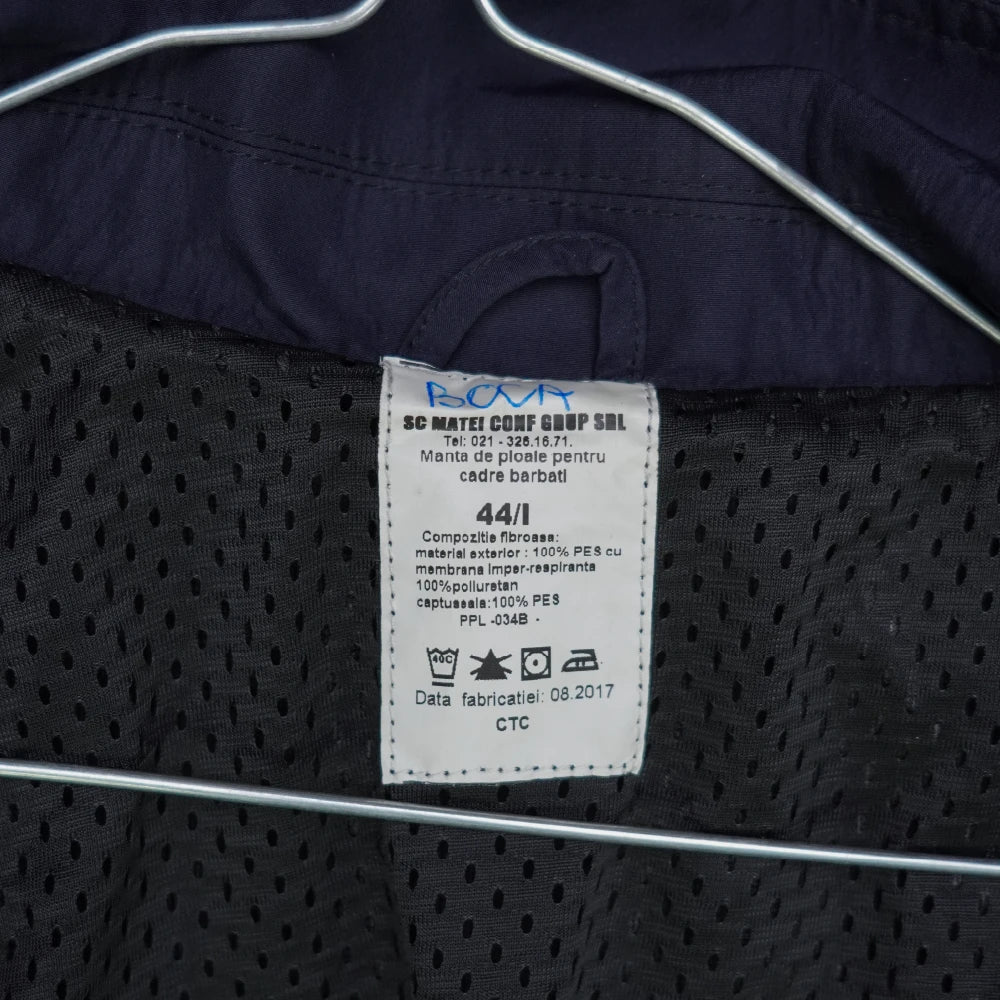 BOVA
SC MATEI CONF GRUP SRL
Tel: 021 - 326.16.71.
Manta de ploaie pentru
cadre barbati
44/I
Compozitie fibroasa:
material exterior : 100% PES cu
membrana imper-respiranta
100%poliuretan
captuseala:100% PES
PPL -034B -
40C
Data fabricatiei: 08.2017
CTC